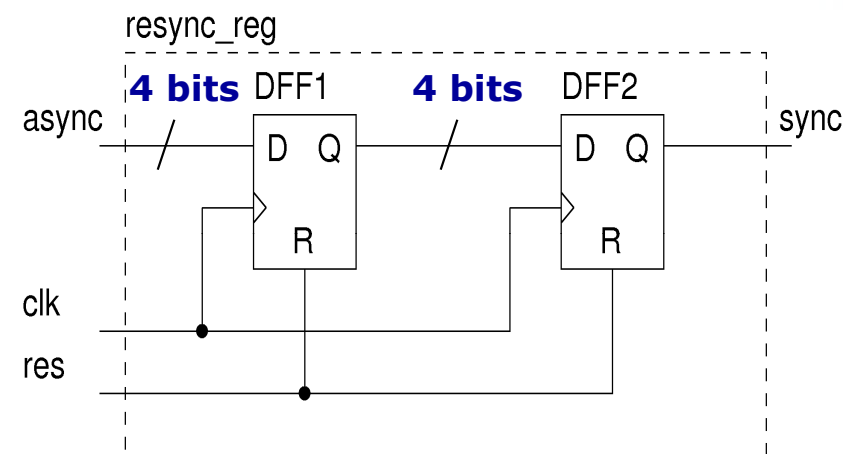 resync_reg
4 bits DFF1 4 bits DFF2
async sync
D Q D Q
R R
clk
res